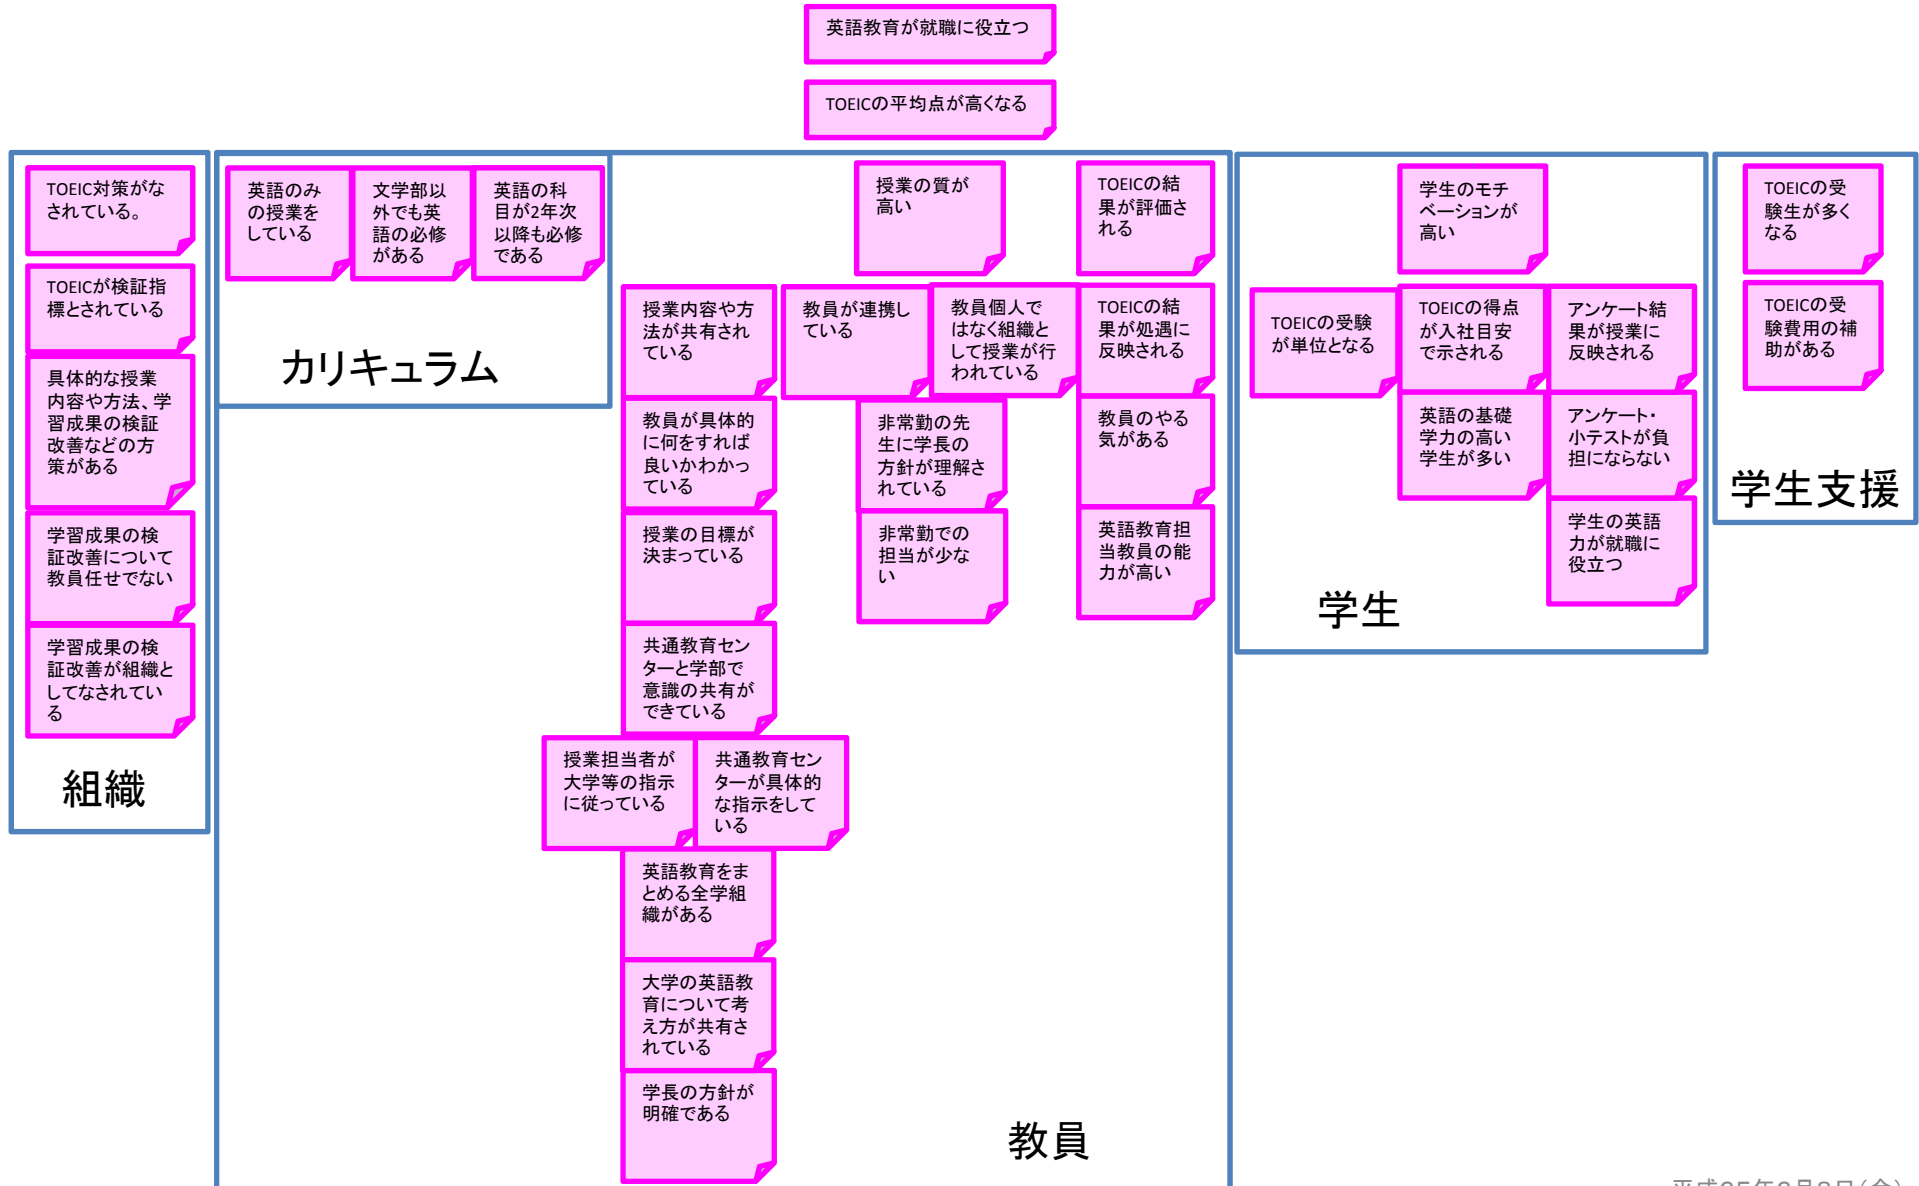 英語教育が就職に役立つ
TOEICの平均点が高くなる
TOEIC対策がな
されている。
TOEICが検証指
標とされている
具体的な授業
内容や方法、学
習成果の検証
改善などの方
策がある
学習成果の検
証改善について
教員任せでない
学習成果の検
証改善が組織と
してなされてい
る
組織
英語のみ
の授業を
している
文学部以
外でも英
語の必修
がある
英語の科
目が2年次
以降も必修
である
カリキュラム
授業の質が
高い
TOEICの結
果が評価さ
れる
授業内容や方
法が共有され
ている
教員が連携し
ている
教員個人で
はなく組織と
して授業が行
われている
TOEICの結
果が処遇に
反映される
教員が具体的
に何をすれば
良いかわかっ
ている
非常勤の先
生に学長の
方針が理解さ
れている
教員のやる
気がある
授業の目標が
決まっている
非常勤での
担当が少な
い
英語教育担
当教員の能
力が高い
共通教育セン
ターと学部で
意識の共有が
できている
授業担当者が
大学等の指示
に従っている
共通教育セン
ターが具体的
な指示をして
いる
英語教育をま
とめる全学組
織がある
大学の英語教
育について考
え方が共有さ
れている
学長の方針が
明確である
教員
学生のモチ
ベーションが
高い
TOEICの受験
が単位となる
TOEICの得点
が入社目安
で示される
アンケート結
果が授業に
反映される
英語の基礎
学力の高い
学生が多い
アンケート・
小テストが負
担にならない
学生の英語
力が就職に
役立つ
学生
TOEICの受
験生が多く
なる
TOEICの受
験費用の補
助がある
学生支援